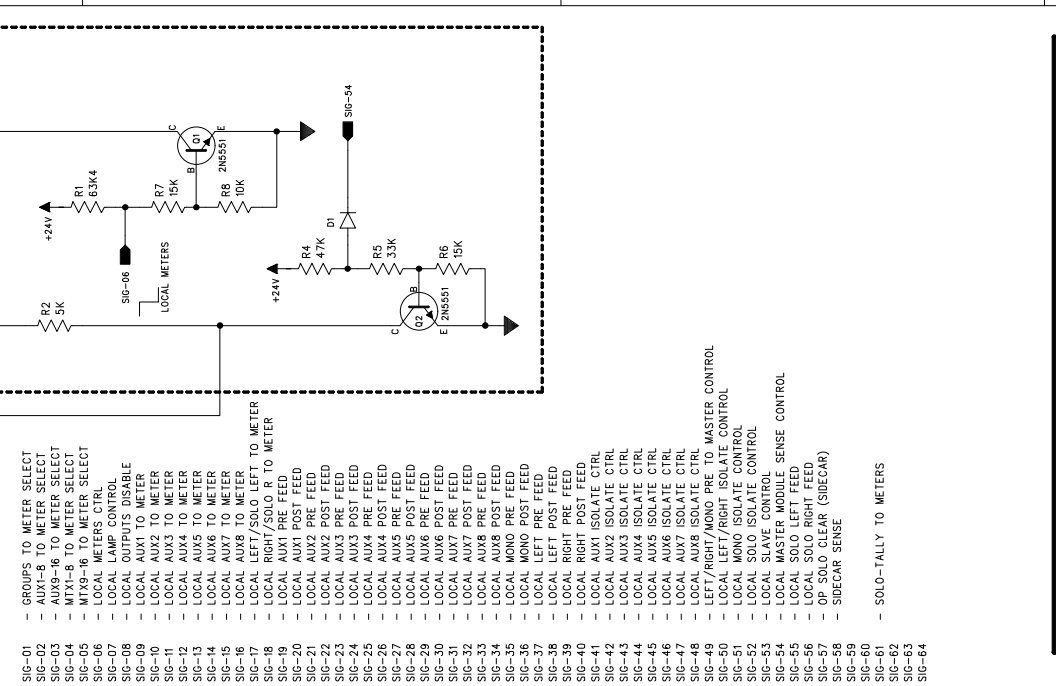 R1
63K4
+24V
R7
15K
R8
10K
C
B
E
Q1
2N5551
SIG-06
LOCAL METERS
R2
5K
SIG-54
D1
+24V
R4
47K
R5
33K
R6
15K
C
B
E
Q2
2N5551
SIG-01 - GROUPS TO METER SELECT
SIG-02 - AUX1-8 TO METER SELECT
SIG-03 - AUX9-16 TO METER SELECT
SIG-04 - MTX1-8 TO METER SELECT
SIG-05 - MTX9-16 TO METER SELECT
SIG-06 - LOCAL METERS CTRL
SIG-07 - LOCAL LAMP CONTROL
SIG-08 - LOCAL OUTPUTS DISABLE
SIG-09 - LOCAL AUX1 TO METER
SIG-10 - LOCAL AUX2 TO METER
SIG-11 - LOCAL AUX3 TO METER
SIG-12 - LOCAL AUX4 TO METER
SIG-13 - LOCAL AUX5 TO METER
SIG-14 - LOCAL AUX6 TO METER
SIG-15 - LOCAL AUX7 TO METER
SIG-16 - LOCAL AUX8 TO METER
SIG-17 - LOCAL LEFT/SOLO LEFT TO METER
SIG-18 - LOCAL RIGHT/SOLO R TO METER
SIG-19 - LOCAL AUX1 PRE FEED
SIG-20 - LOCAL AUX1 POST FEED
SIG-21 - LOCAL AUX2 PRE FEED
SIG-22 - LOCAL AUX2 POST FEED
SIG-23 - LOCAL AUX3 PRE FEED
SIG-24 - LOCAL AUX3 POST FEED
SIG-25 - LOCAL AUX4 PRE FEED
SIG-26 - LOCAL AUX4 POST FEED
SIG-27 - LOCAL AUX5 PRE FEED
SIG-28 - LOCAL AUX5 POST FEED
SIG-29 - LOCAL AUX6 PRE FEED
SIG-30 - LOCAL AUX6 POST FEED
SIG-31 - LOCAL AUX7 PRE FEED
SIG-32 - LOCAL AUX7 POST FEED
SIG-33 - LOCAL AUX8 PRE FEED
SIG-34 - LOCAL AUX8 POST FEED
SIG-35 - LOCAL MONO PRE FEED
SIG-36 - LOCAL MONO POST FEED
SIG-37 - LOCAL LEFT PRE FEED
SIG-38 - LOCAL LEFT POST FEED
SIG-39 - LOCAL RIGHT PRE FEED
SIG-40 - LOCAL RIGHT POST FEED
SIG-41 - LOCAL AUX1 ISOLATE CTRL
SIG-42 - LOCAL AUX2 ISOLATE CTRL
SIG-43 - LOCAL AUX3 ISOLATE CTRL
SIG-44 - LOCAL AUX4 ISOLATE CTRL
SIG-45 - LOCAL AUX5 ISOLATE CTRL
SIG-46 - LOCAL AUX6 ISOLATE CTRL
SIG-47 - LOCAL AUX7 ISOLATE CTRL
SIG-48 - LOCAL AUX8 ISOLATE CTRL
SIG-49 - LEFT/RIGHT/MONO PRE TO MASTER CONTROL
SIG-50 - LOCAL LEFT/RIGHT ISOLATE CONTROL
SIG-51 - LOCAL MONO ISOLATE CONTROL
SIG-52 - LOCAL SOLO ISOLATE CONTROL
SIG-53 - LOCAL SLAVE CONTROL
SIG-54 - LOCAL MASTER MODULE SENSE CONTROL
SIG-55 - LOCAL SOLO LEFT FEED
SIG-56 - LOCAL SOLO RIGHT FEED
SIG-57 - OP SOLO CLEAR (SIDECAR)
SIG-58 - SIDECAR SENSE
SIG-59
SIG-60
SIG-61 - SOLO-TALLY TO METERS
SIG-62
SIG-63
SIG-64